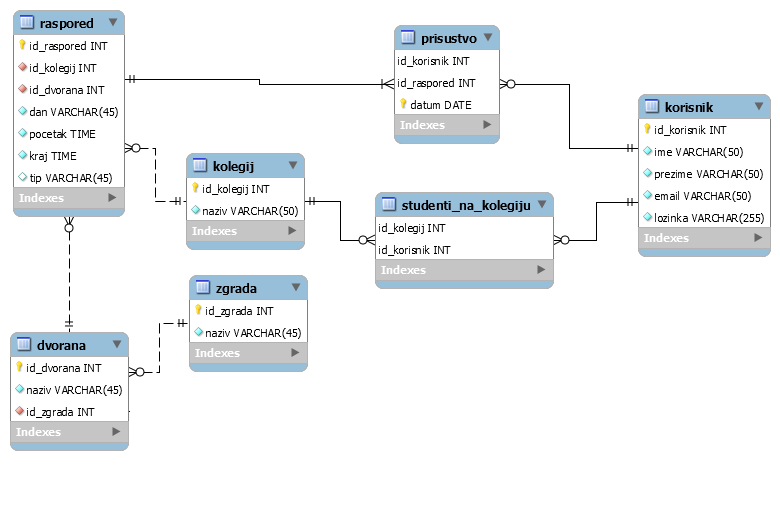 raspored
id_raspored INT
id_kolegij INT
id_dvorana INT
dan VARCHAR(45)
pocetak TIME
kraj TIME
tip VARCHAR(45)
Indexes
prisustvo
id_korisnik INT
id_raspored INT
datum DATE
Indexes
korisnik
id_korisnik INT
ime VARCHAR(50)
prezime VARCHAR(50)
email VARCHAR(50)
lozinka VARCHAR(255)
Indexes
kolegij
id_kolegij INT
naziv VARCHAR(50)
Indexes
studenti_na_kolegiju
id_kolegij INT
id_korisnik INT
Indexes
zgrada
id_zgrada INT
naziv VARCHAR(45)
Indexes
dvorana
id_dvorana INT
naziv VARCHAR(45)
id_zgrada INT
Indexes